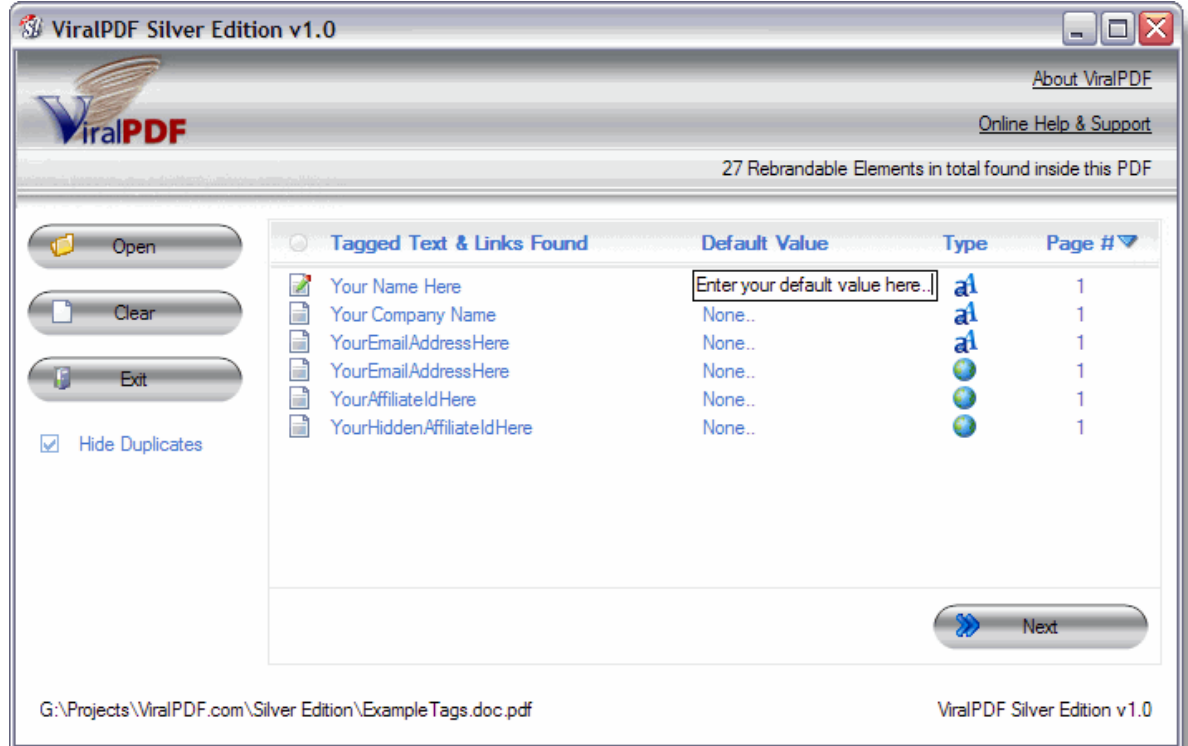 ViralPDF Silver Edition v1.0
About ViralPDF
ViralPDF
Online Help & Support
27 Rebrandable Elements in total found inside this PDF
Open
Clear
Exit
Hide Duplicates
Tagged Text & Links Found Default Value Type Page #
Your Name Here Enter your default value here.. a1 1
Your Company Name None.. a1 1
YourEmailAddressHere None.. a1 1
YourEmailAddressHere None.. 1
YourAffiliateIdHere None.. 1
YourHiddenAffiliateIdHere None.. 1
Next
G:\Projects\ViralPDF.com\Silver Edition\ExampleTags.doc.pdf
ViralPDF Silver Edition v1.0